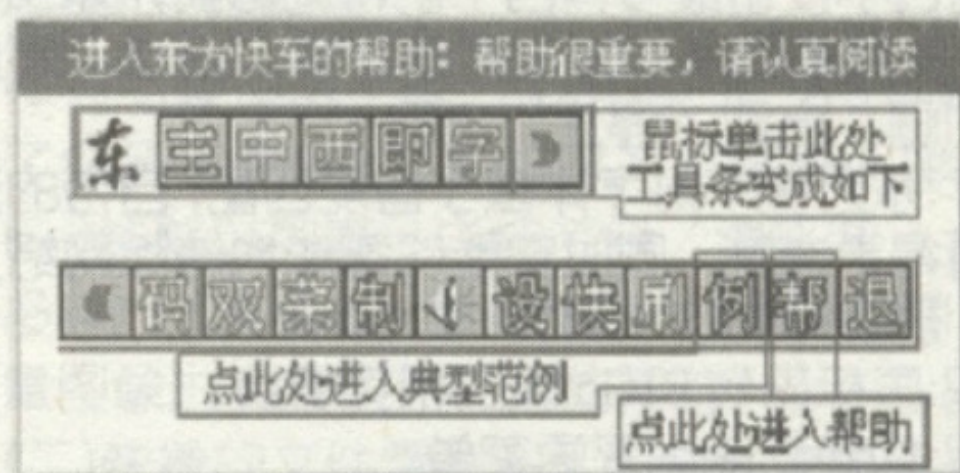 进入东方快车的帮助：帮助很重要，请认真阅读
东主中西即字
鼠标单击此处
工具条变成如下
码双菜制设快刷例帮退
点此处进入典型范例
点此处进入帮助